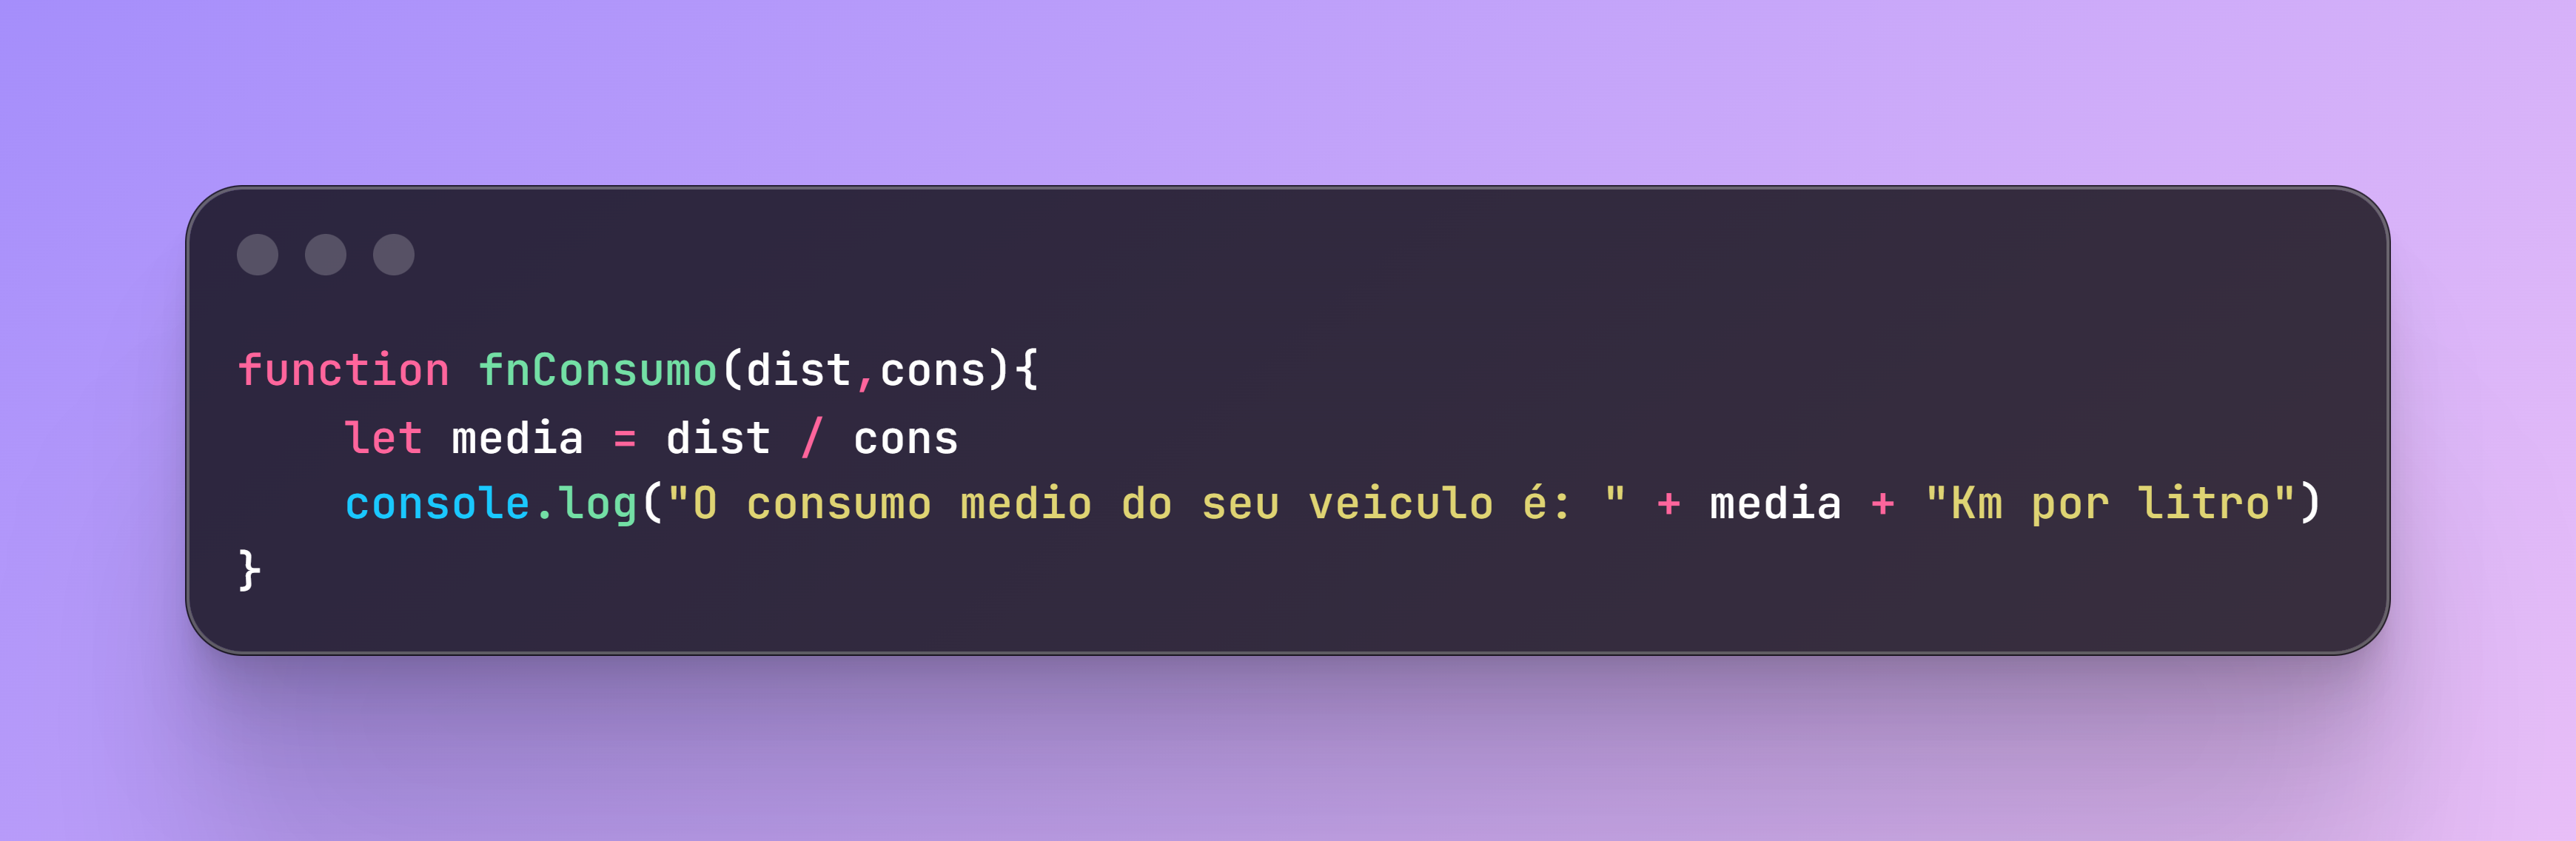 function fnConsumo(dist,cons){
    let media = dist / cons
    console.log("O consumo medio do seu veiculo é: " + media + "Km por litro")
}